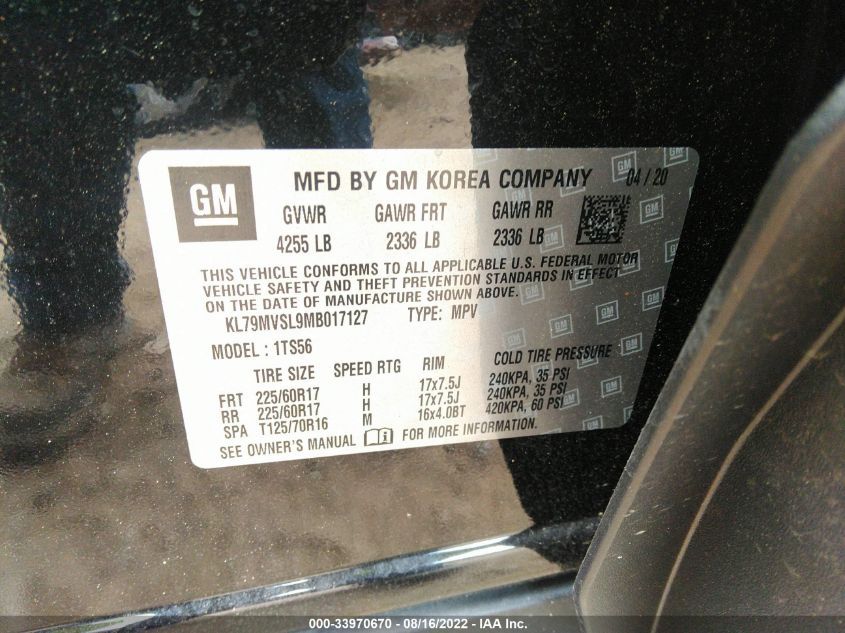 GM
MFD BY GM KOREA COMPANY 04 / 20
GVWR GAWR FRT GAWR RR
4255 LB 2336 LB 2336 LB
THIS VEHICLE CONFORMS TO ALL APPLICABLE U.S. FEDERAL MOTOR
VEHICLE SAFETY AND THEFT PREVENTION STANDARDS IN EFFECT
ON THE DATE OF MANUFACTURE SHOWN ABOVE.
KL79MVSL9MB017127 TYPE: MPV
MODEL : 1TS56
TIRE SIZE SPEED RTG RIM COLD TIRE PRESSURE
FRT 225/60R17 H 17x7.5J 240KPA, 35 PSI
RR 225/60R17 H 17x7.5J 240KPA, 35 PSI
SPA T125/70R16 M 16x4.0BT 420KPA, 60 PSI
SEE OWNER'S MANUAL FOR MORE INFORMATION.
000-33970670 - 08/16/2022 - IAA Inc.